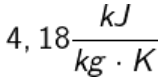 4, 18 kJ / kg · K